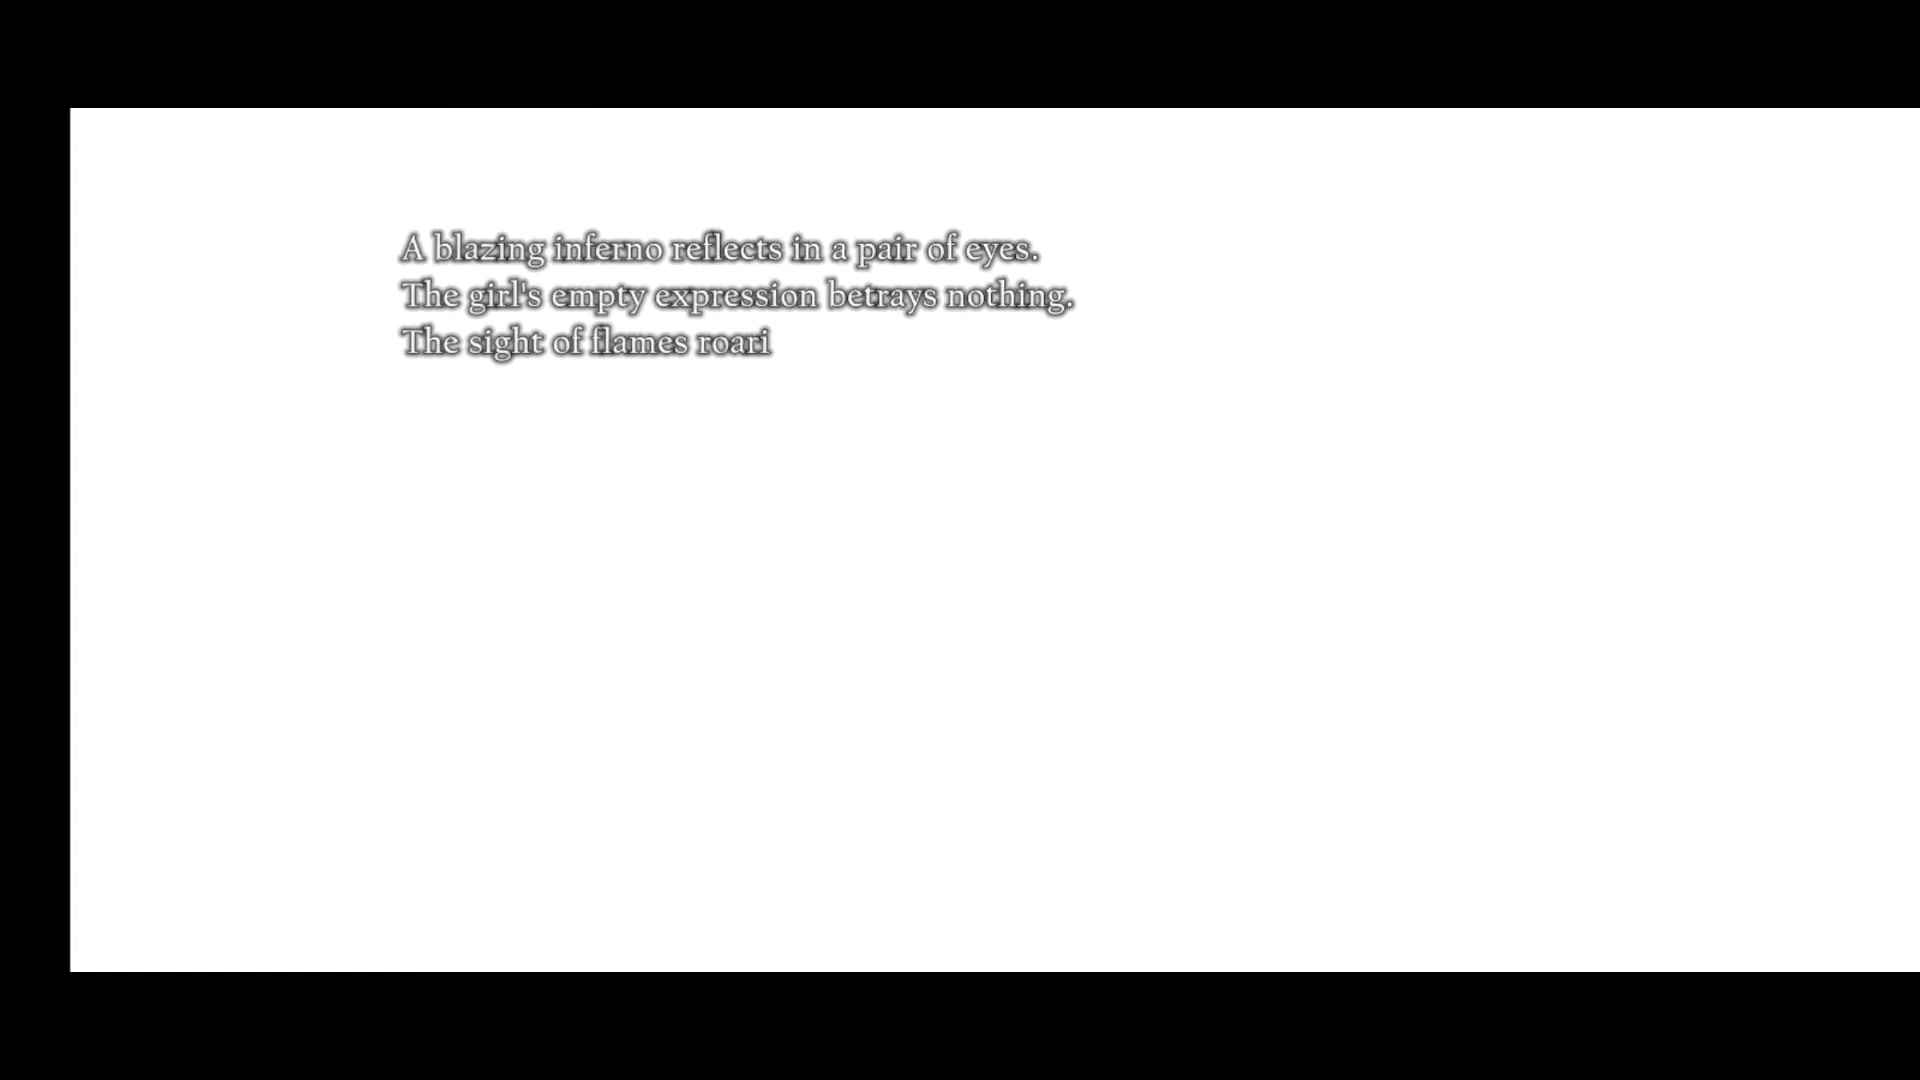 A blazing inferno reflects in a pair of eyes.
The girl's empty expression betrays nothing.
The sight of flames roari